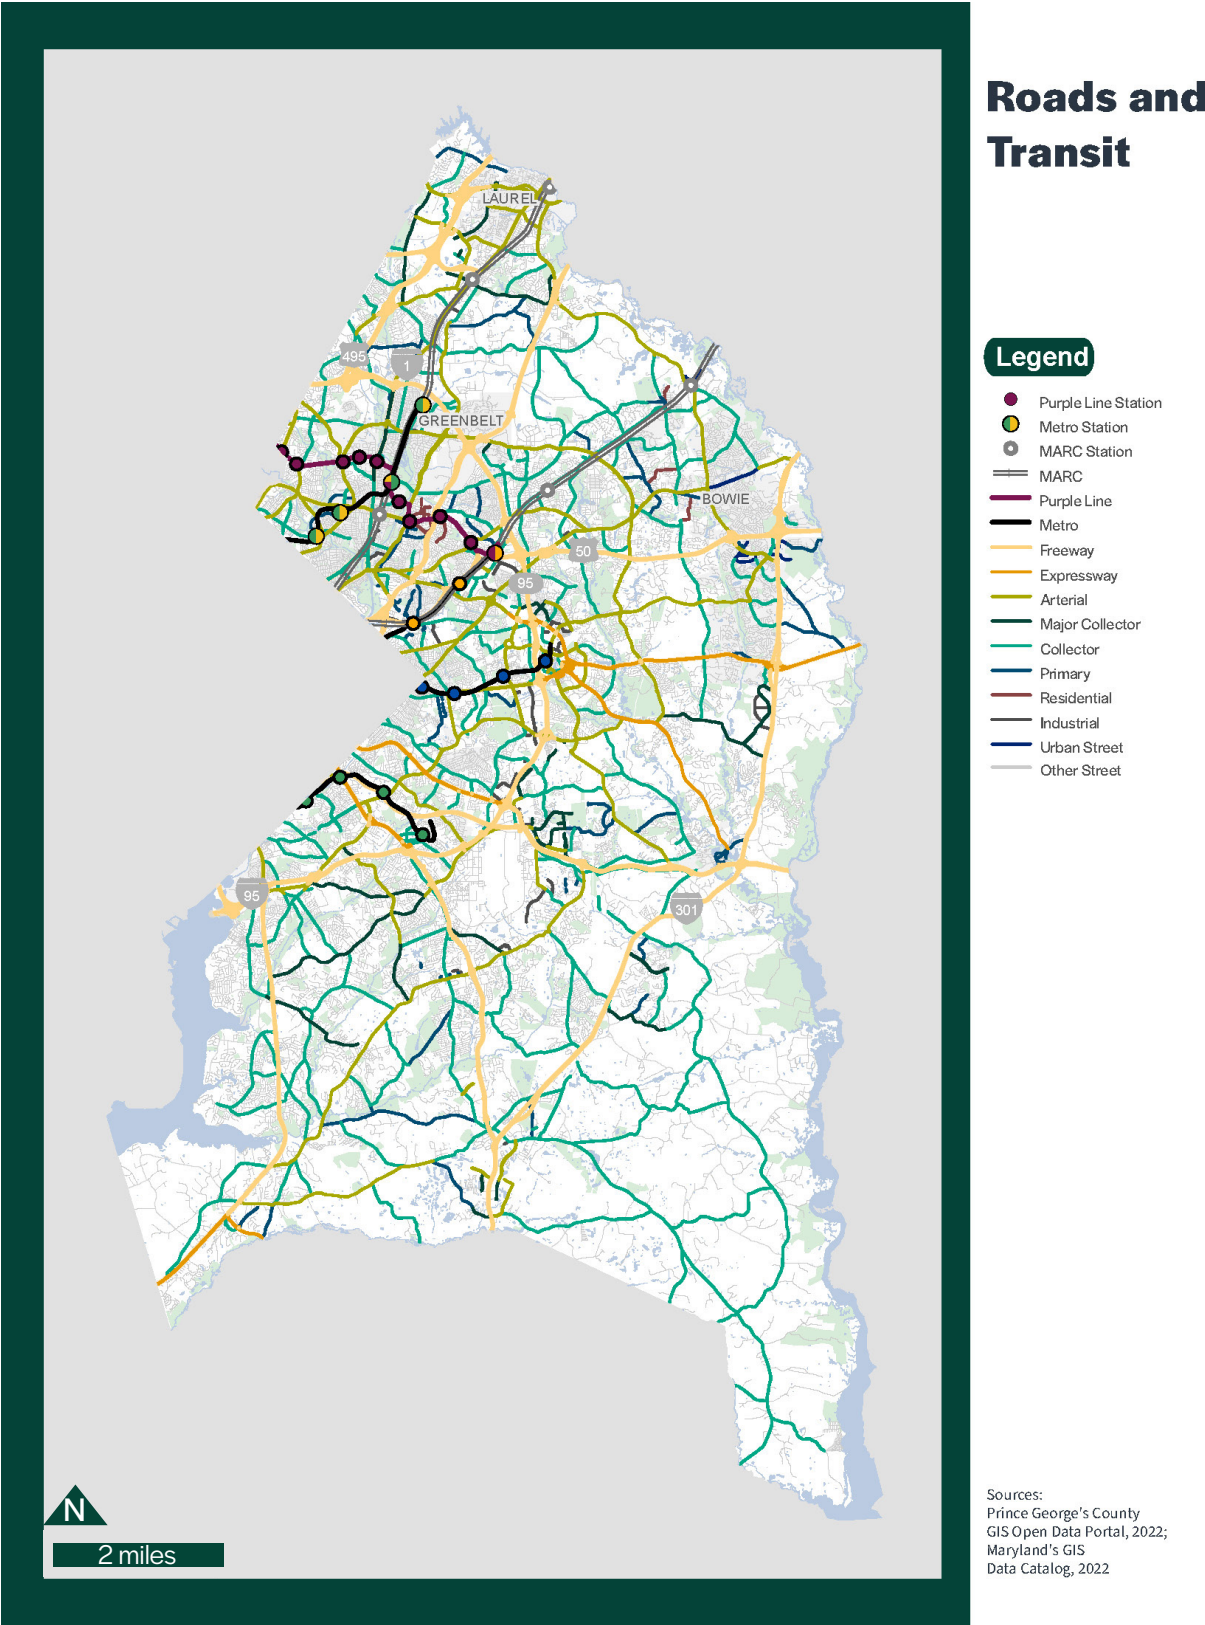 Roads and
Transit
LAUREL
495
1
GREENBELT
BOWIE
50
95
95
301
Legend
Purple Line Station
Metro Station
MARC Station
MARC
Purple Line
Metro
Freeway
Expressway
Arterial
Major Collector
Collector
Primary
Residential
Industrial
Urban Street
Other Street
N
2 miles
Sources:
Prince George's County
GIS Open Data Portal, 2022;
Maryland's GIS
Data Catalog, 2022